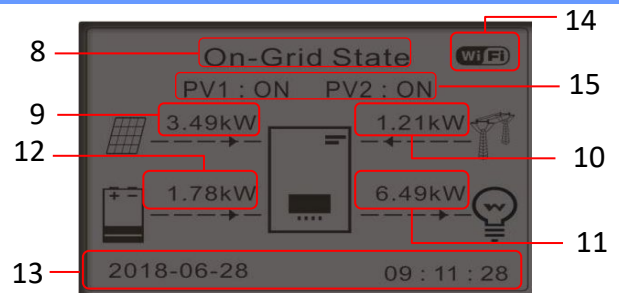 14
8
On-Grid State
WiFi
PV1 : ON PV2 : ON
15
9
3.49kW
1.21kW
12
10
1.78kW
6.49kW
11
13
2018-06-28
09 : 11 : 28